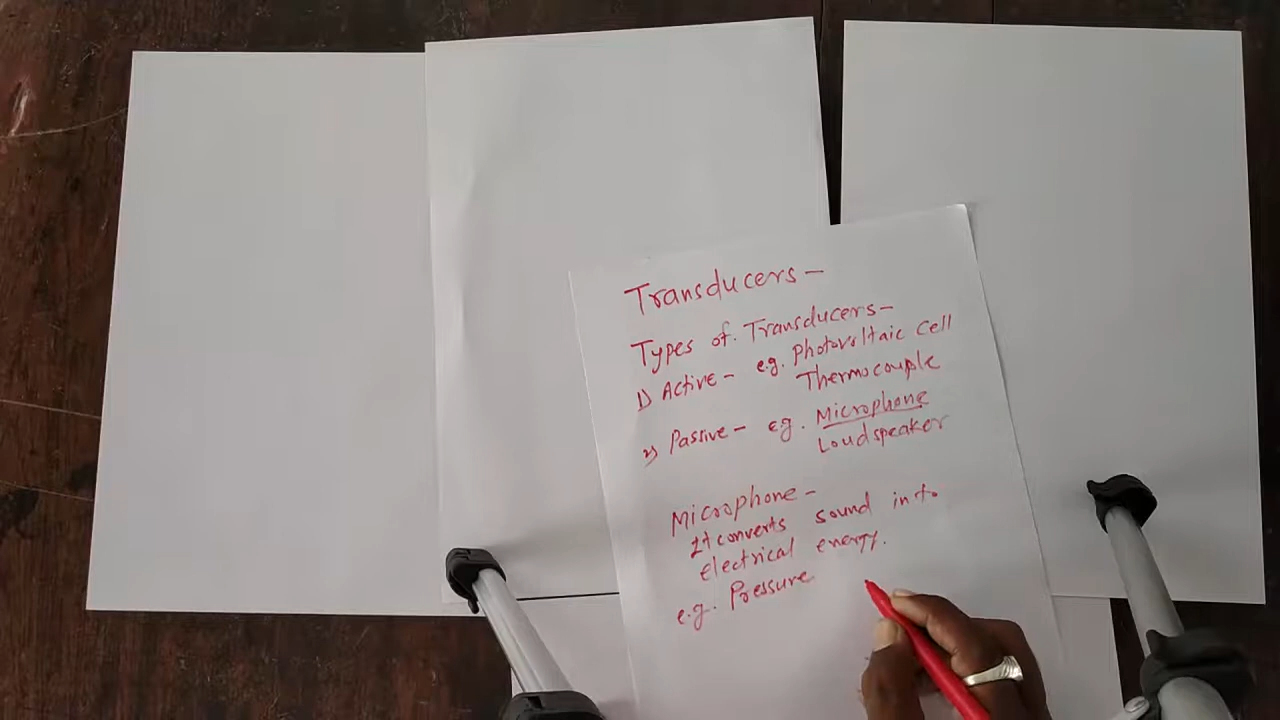 Transducers -
Types of Transducers -
1) Active - e.g. Photovoltaic Cell
Thermocouple
2) Passive - e.g. Microphone
Loudspeaker
Microphone -
It converts sound into
electrical energy.
e.g. Pressure